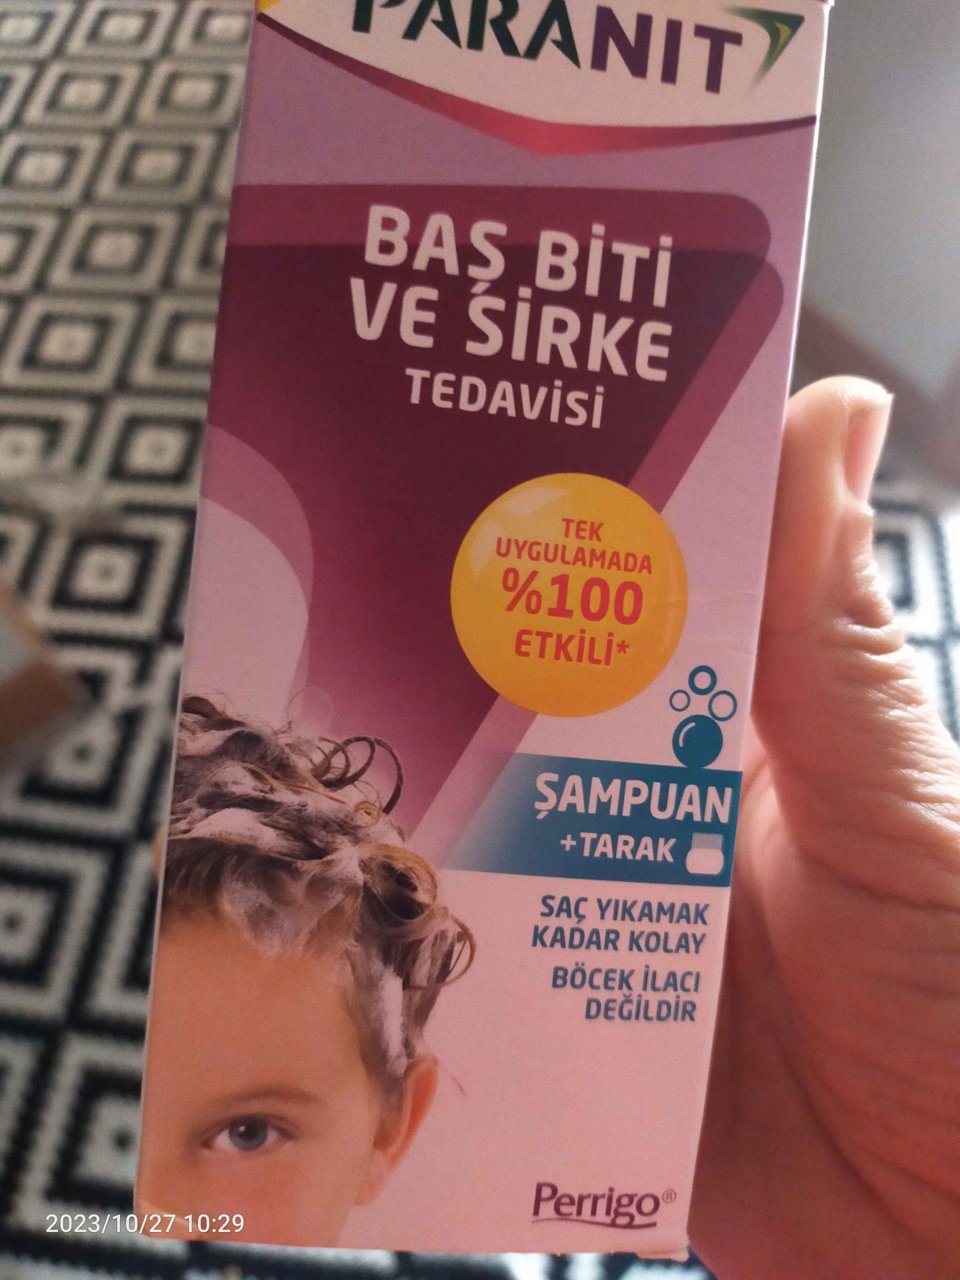 PARANIT
BAŞ BİTİ
VE SİRKE
TEDAVİSİ
TEK
UYGULAMADA
%100
ETKİLİ*
ŞAMPUAN
+TARAK
SAÇ YIKAMAK
KADAR KOLAY
BÖCEK İLACI
DEĞİLDİR
Perrigo®
2023/10/27 10:29